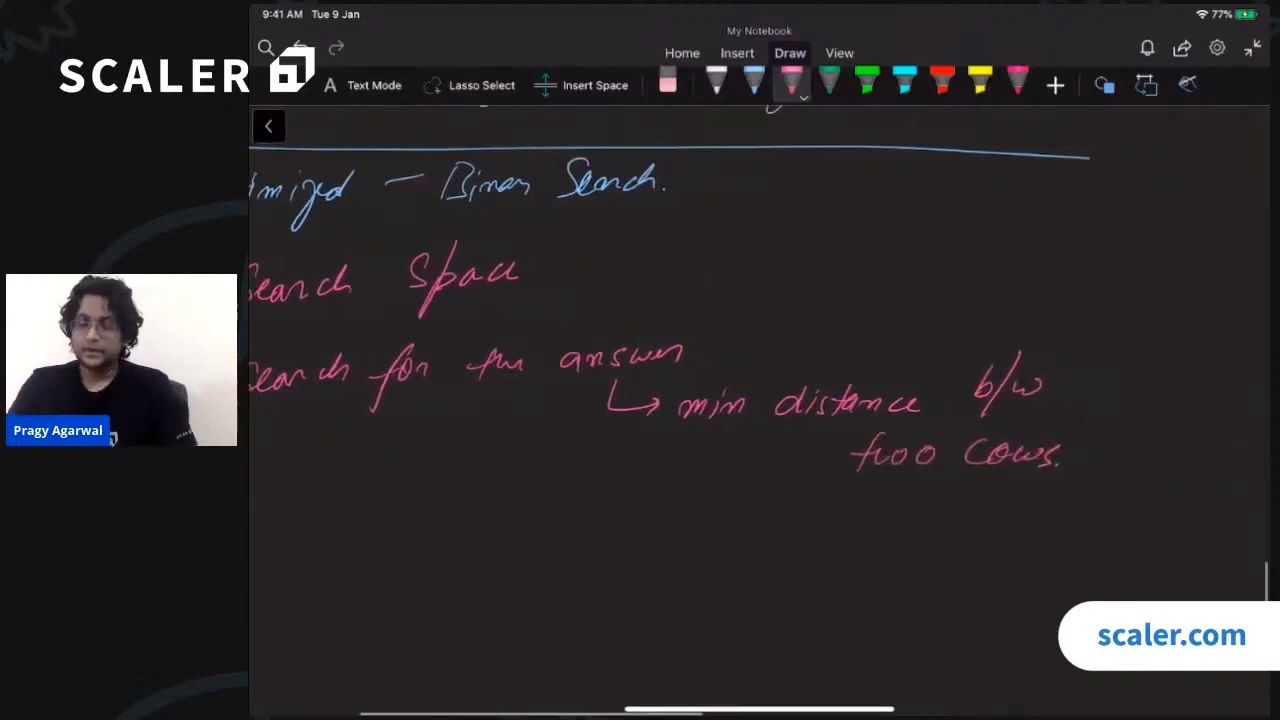 9:41 AM Tue 9 Jan
77%
My Notebook
SCALER
Home Insert Draw View
A Text Mode Lasso Select Insert Space
tmized - Binary Search.
Search Space
Search for the answer
↳ min distance b/w
two cows.
Pragy Agarwal
scaler.com